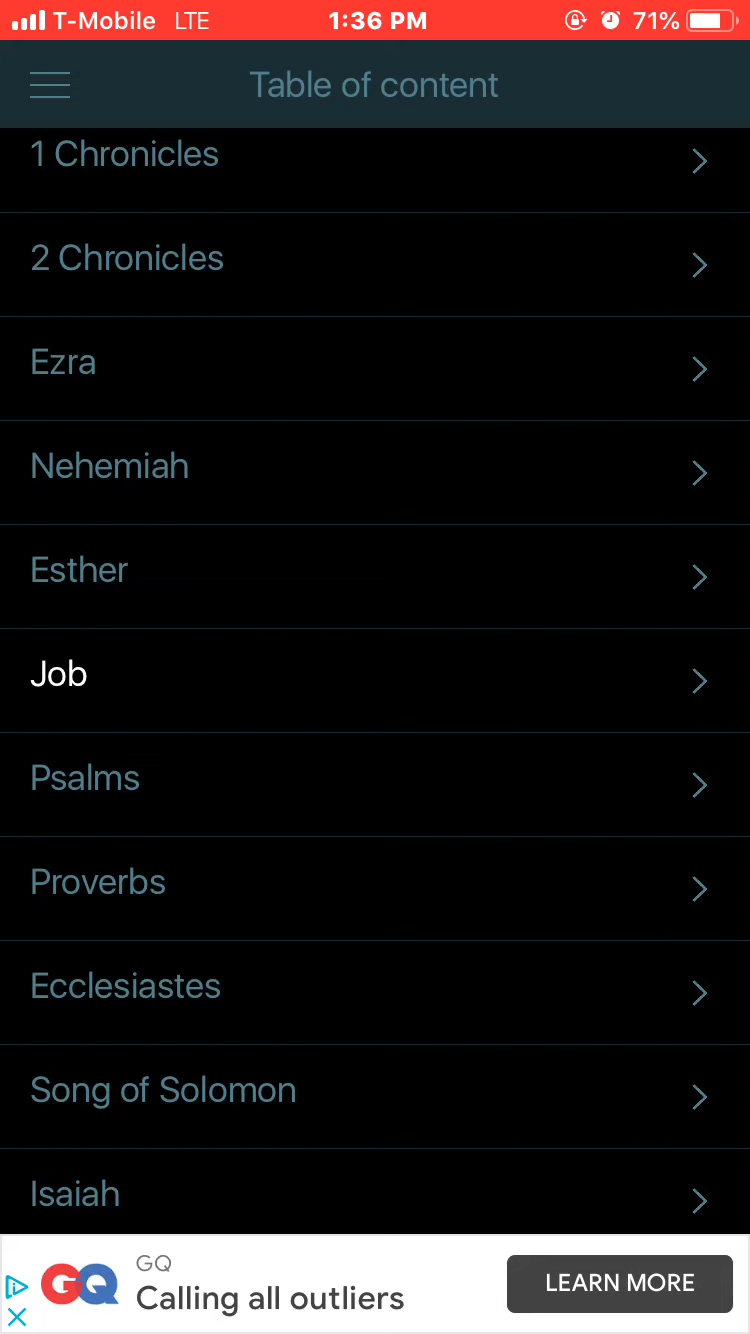 T-Mobile LTE 1:36 PM 71%
Table of content
1 Chronicles
2 Chronicles
Ezra
Nehemiah
Esther
Job
Psalms
Proverbs
Ecclesiastes
Song of Solomon
Isaiah
GQ
GQ
Calling all outliers
LEARN MORE